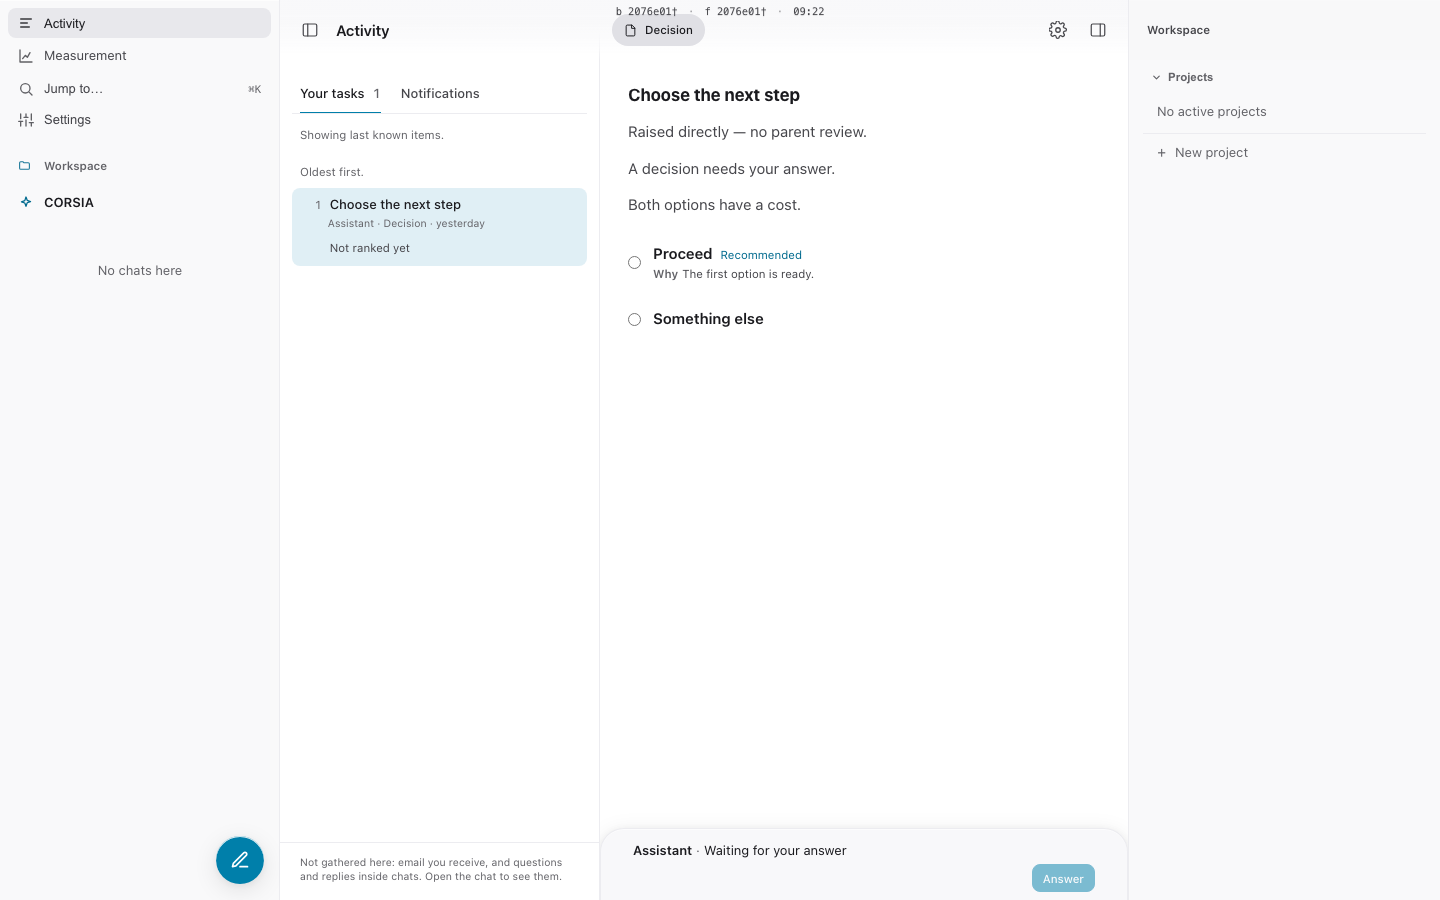 Activity
Measurement
Jump to…
⌘K
Settings
Workspace
CORSIA
No chats here
Activity
Your tasks 1
Notifications
Showing last known items.
Oldest first.
1 Choose the next step
Assistant · Decision · yesterday
Not ranked yet
Not gathered here: email you receive, and questions
and replies inside chats. Open the chat to see them.
b 2076e01† · f 2076e01† · 09:22
Decision
Choose the next step
Raised directly — no parent review.
A decision needs your answer.
Both options have a cost.
Proceed Recommended
Why The first option is ready.
Something else
Assistant · Waiting for your answer
Answer
Workspace
Projects
No active projects
+ New project